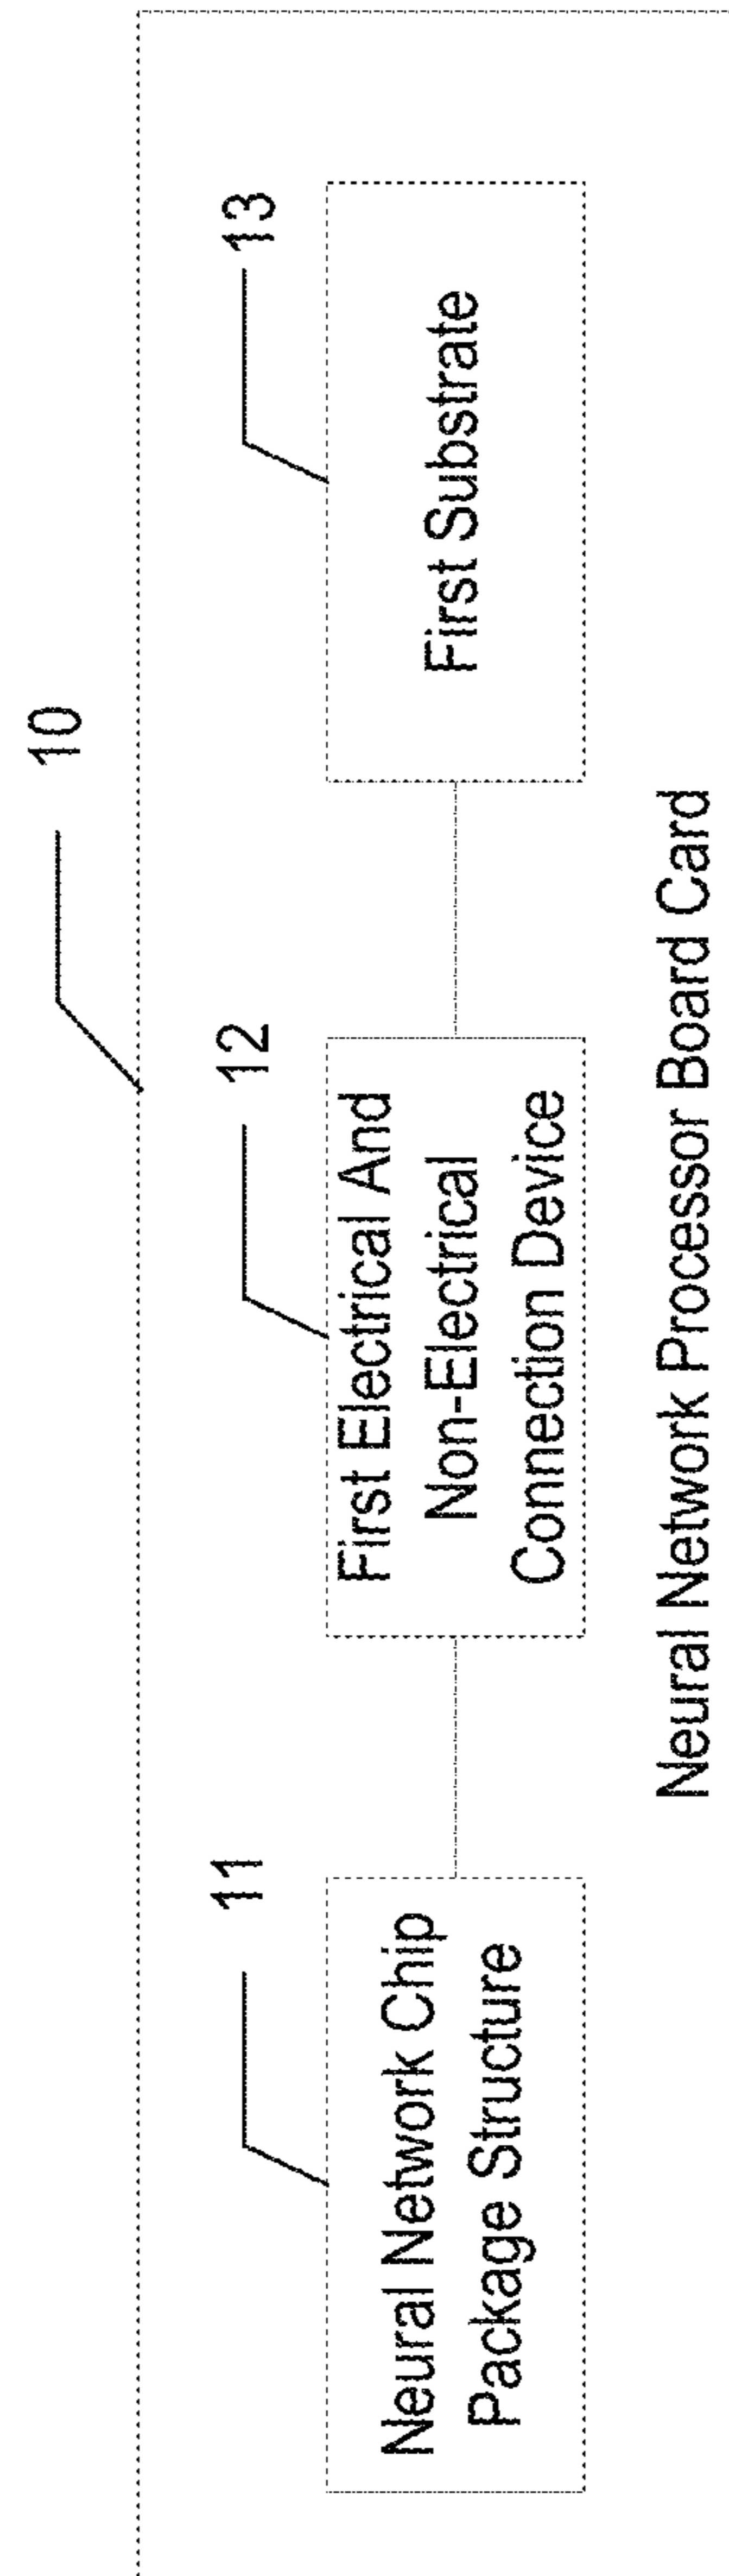 10
11
12
13
Neural Network Chip
Package Structure
First Electrical And
Non-Electrical
Connection Device
First Substrate
Neural Network Processor Board Card